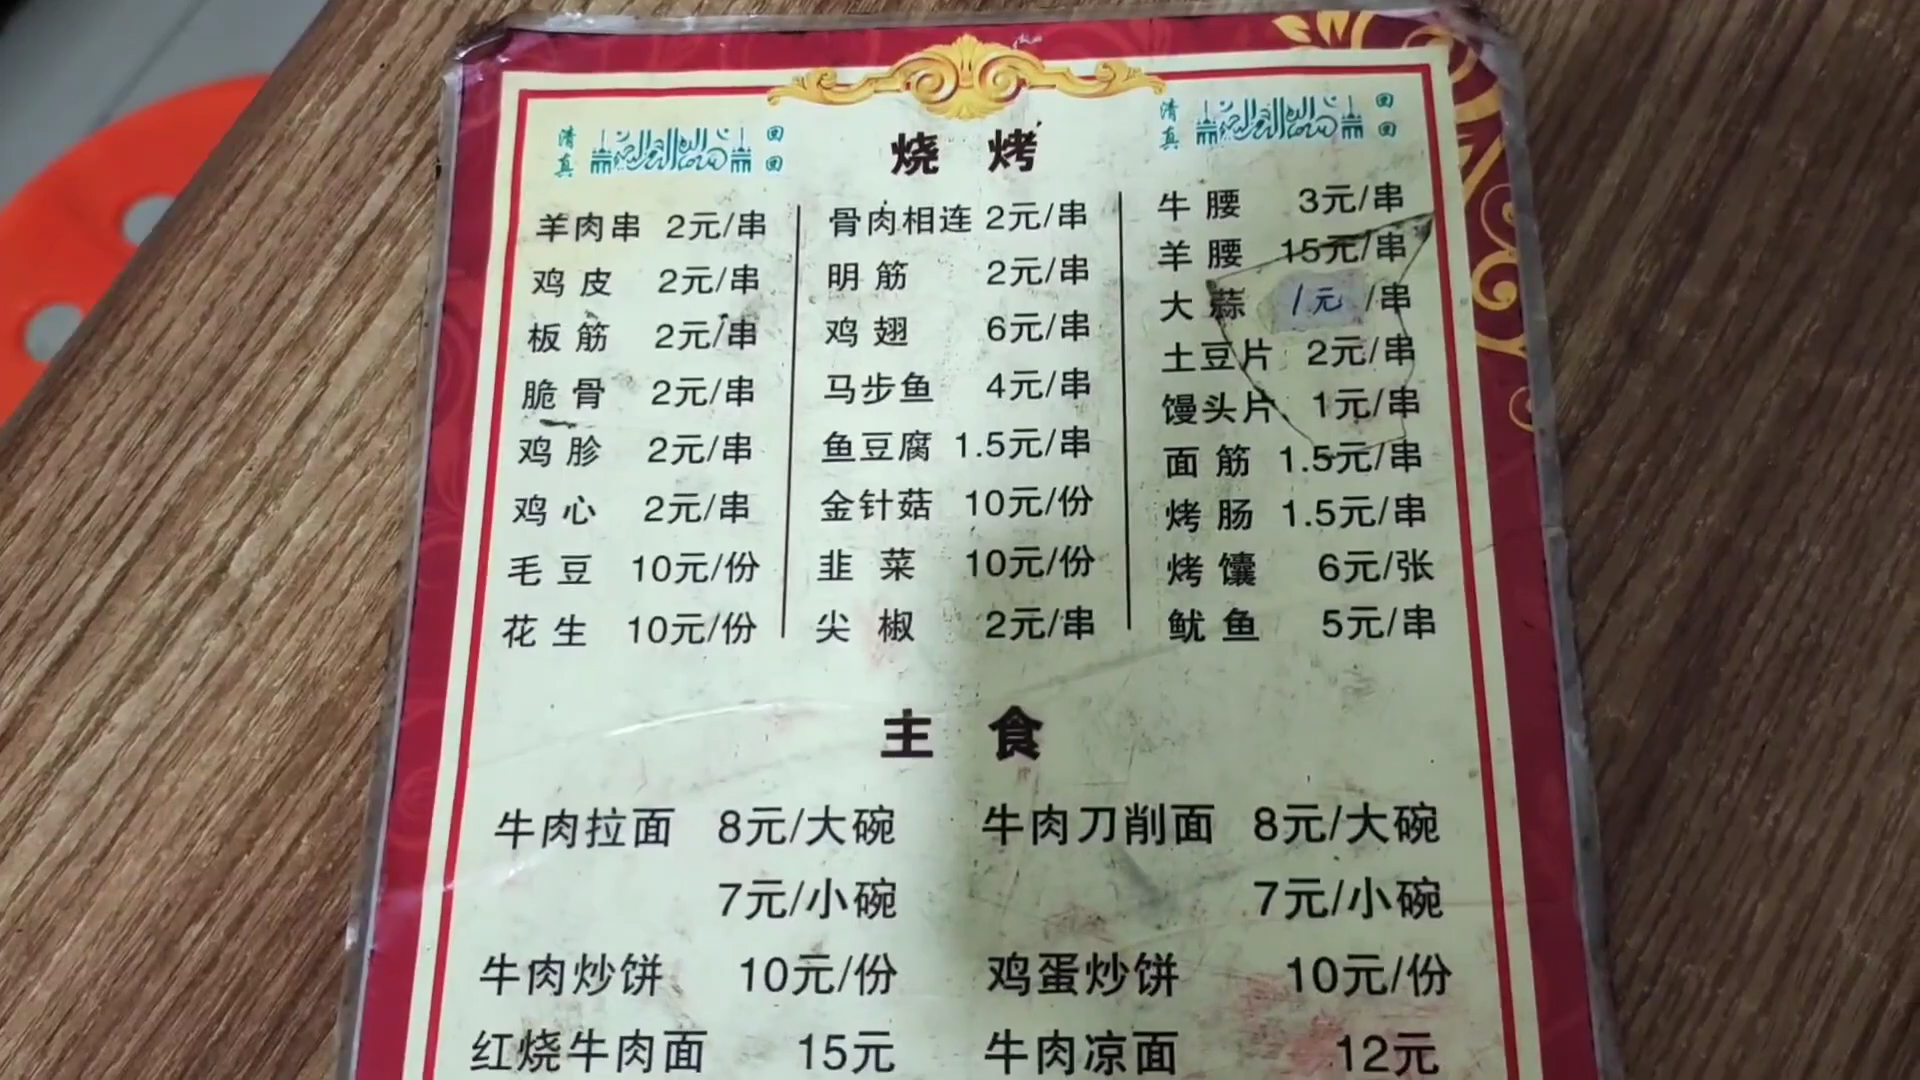 清真 回回
烧 烤
清真 回回
羊肉串 2元/串
鸡皮 2元/串
板筋 2元/串
脆骨 2元/串
鸡胗 2元/串
鸡心 2元/串
毛豆 10元/份
花生 10元/份
骨肉相连 2元/串
明筋 2元/串
鸡翅 6元/串
马步鱼 4元/串
鱼豆腐 1.5元/串
金针菇 10元/份
韭菜 10元/份
尖椒 2元/串
牛腰 3元/串
羊腰 15元/串
大蒜 1元/串
土豆片 2元/串
馒头片 1元/串
面筋 1.5元/串
烤肠 1.5元/串
烤馕 6元/张
鱿鱼 5元/串
主 食
牛肉拉面 8元/大碗 牛肉刀削面 8元/大碗
7元/小碗 7元/小碗
牛肉炒饼 10元/份 鸡蛋炒饼 10元/份
红烧牛肉面 15元 牛肉凉面 12元